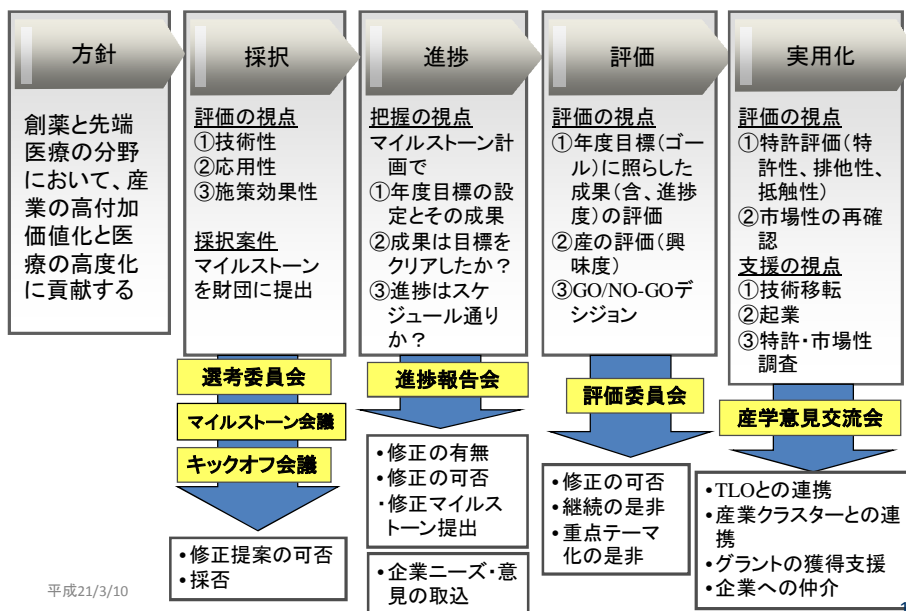 方針
創薬と先端
医療の分野
において、産
業の高付加
価値化と医
療の高度化
に貢献する
採択
評価の視点
①技術性
②応用性
③施策効果性
採択案件
マイルストーン
を財団に提出
選考委員会
マイルストーン会議
キックオフ会議
•修正提案の可否
•採否
進捗
把握の視点
マイルストーン計
画で
①年度目標の設
定とその成果
②成果は目標を
クリアしたか？
③進捗はスケ
ジュール通り
か？
進捗報告会
•修正の有無
•修正の可否
・修正マイルス
トーン提出
•企業ニーズ・意
見の取込
評価
評価の視点
①年度目標（ゴー
ル）に照らした
成果（含、進捗
度）の評価
②産の評価（興
味度）
③GO/NO-GOデ
シジョン
評価委員会
•修正の可否
•継続の是非
•重点テーマ
化の是非
実用化
評価の視点
①特許評価（特
許性、排他性、
抵触性）
②市場性の再確
認
支援の視点
①技術移転
②起業
③特許・市場性
調査
産学意見交流会
•TLOとの連携
•産業クラスターとの連
携
•グラントの獲得支援
•企業への仲介
平成21/3/10